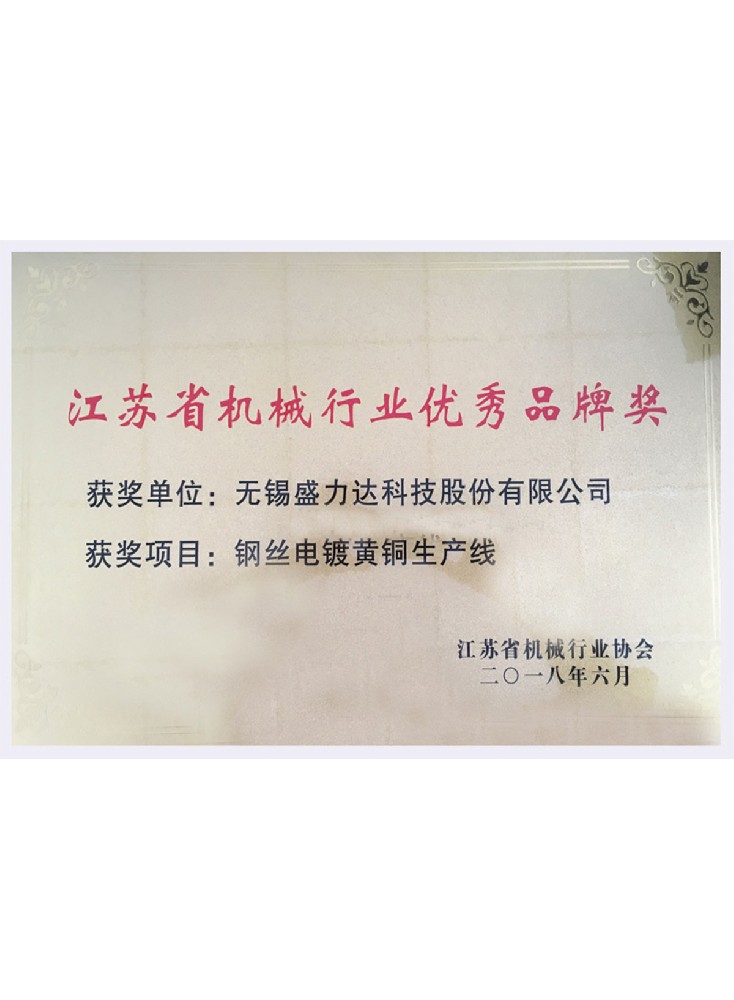 江苏省机械行业优秀品牌奖
获奖单位：无锡盛力达科技股份有限公司
获奖项目：钢丝电镀黄铜生产线
江苏省机械行业协会
二〇一八年六月